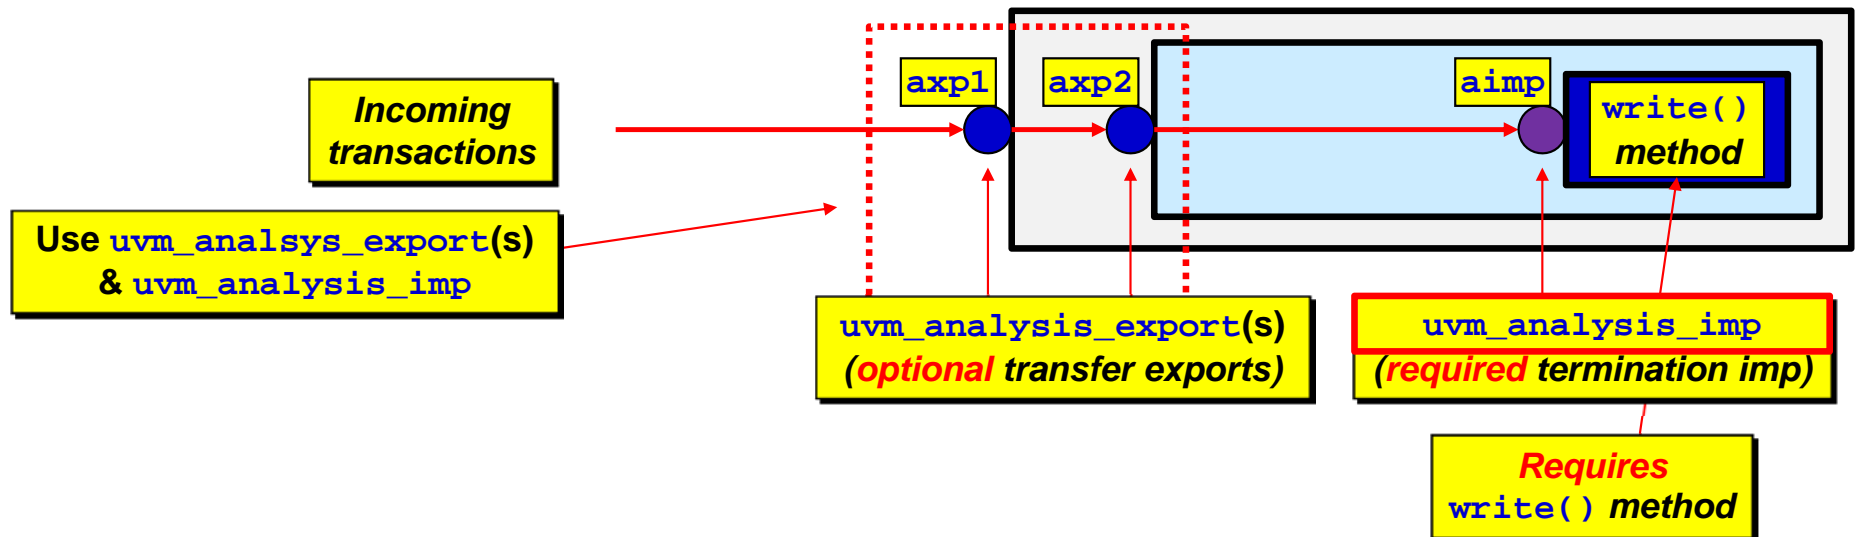 axp1
axp2
aimp
write()
method
Incoming
transactions
Use uvm_analsys_export(s)
& uvm_analysis_imp
uvm_analysis_export(s)
(optional transfer exports)
uvm_analysis_imp
(required termination imp)
Requires
write() method